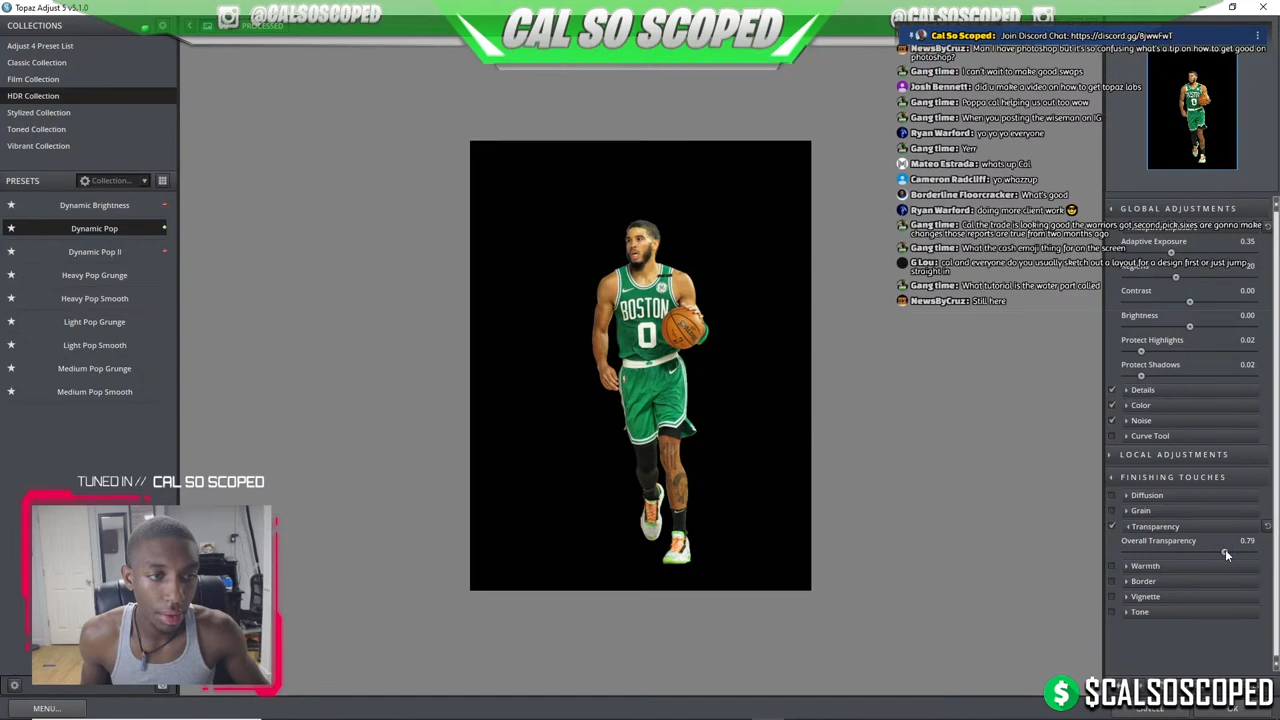 Topaz Adjust 5 v5.1.0
@CALSOSCOPED
CAL SO SCOPED
@CALSOSCOPED
COLLECTIONS
PROCESSED
Adjust 4 Preset List
Classic Collection
Film Collection
HDR Collection
Stylized Collection
Toned Collection
Vibrant Collection
PRESETS
Collection...
Dynamic Brightness
Dynamic Pop
Dynamic Pop II
Heavy Pop Grunge
Heavy Pop Smooth
Light Pop Grunge
Light Pop Smooth
Medium Pop Grunge
Medium Pop Smooth
TUNED IN // CAL SO SCOPED
MENU...
BOSTON
0
Cal So Scoped: Join Discord Chat: https://discord.gg/8jwwFwT
NewsByCruz: Man I have photoshop but it's so confusing what's a tip on how to get good on
photoshop?
Gang time: I can't wait to make good swaps
Josh Bennett: did u make a video on how to get topaz labs
Gang time: Poppa cal helping us out too wow
Gang time: When you posting the wiseman on IG
Ryan Warford: yo yo yo everyone
Gang time: Yerr
Mateo Estrada: whats up Cal
Cameron Radcliff: yo whazzup
Borderline Floorcracker: What's good
Ryan Warford: doing more client work 😎
Gang time: Cal the trade is looking good the warriors got second pick sixes are gonna make
changes those reports are true from two months ago
Gang time: What the cash emoji thing for on the screen
G Lou: cal and everyone do you usually sketch out a layout for a design first or just jump
straight in
Gang time: What tutorial is the water part called
NewsByCruz: Still here
BOSTON
0
GLOBAL ADJUSTMENTS
Adaptive Exposure 0.35
Regions 20
Contrast 0.00
Brightness 0.00
Protect Highlights 0.02
Protect Shadows 0.02
Details
Color
Noise
Curve Tool
LOCAL ADJUSTMENTS
FINISHING TOUCHES
Diffusion
Grain
Transparency
Overall Transparency 0.79
Warmth
Border
Vignette
Tone
$ $CALSOSCOPED